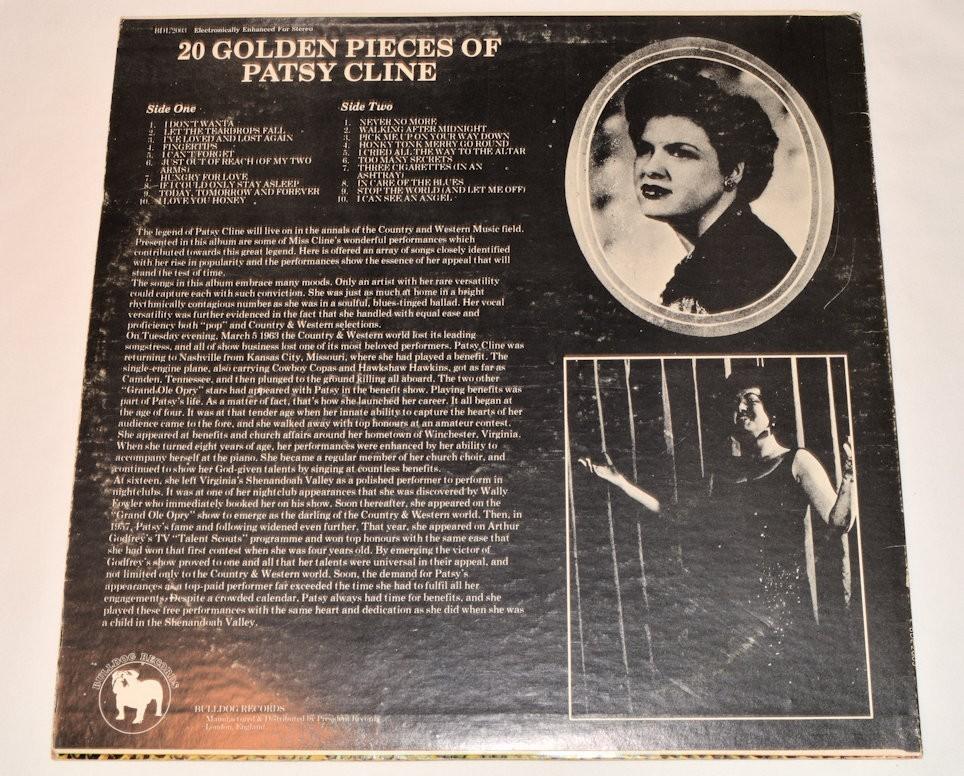 BDL 2003 Electronically Enhanced For Stereo
20 GOLDEN PIECES OF
PATSY CLINE
Side One
1. I DON'T WANTA
2. LET THE TEARDROPS FALL
3. I'VE LOVED AND LOST AGAIN
4. FINGERTIPS
5. I CAN'T FORGET
6. JUST OUT OF REACH (OF MY TWO
ARMS)
7. HUNGRY FOR LOVE
8. IF I COULD ONLY STAY ASLEEP
9. TODAY, TOMORROW AND FOREVER
10. I LOVE YOU HONEY
Side Two
1. NEVER NO MORE
2. WALKING AFTER MIDNIGHT
3. PICK ME UP ON YOUR WAY DOWN
4. HONKY TONK MERRY GO ROUND
5. I CRIED ALL THE WAY TO THE ALTAR
6. TOO MANY SECRETS
7. THREE CIGARETTES (IN AN
ASHTRAY)
8. IN CARE OF THE BLUES
9. STOP THE WORLD (AND LET ME OFF)
10. I CAN SEE AN ANGEL
The legend of Patsy Cline will live on in the annals of the Country and Western Music field.
Presented in this album are some of Miss Cline's wonderful performances which
contributed towards this great legend. Here is offered an array of songs closely identified
with her rise in popularity and the performances show the essence of her appeal that will
stand the test of time.
The songs in this album embrace many moods. Only an artist with her rare versatility
could capture each with such conviction. She was just as much at home in a bright
rhythmically contagious number as she was in a soulful, blues-tinged ballad. Her vocal
versatility was further evidenced in the fact that she handled with equal ease and
proficiency both "pop" and Country & Western selections.
On Tuesday evening, March 5 1963 the Country & Western world lost its leading
songstress, and all of show business lost one of its most beloved performers. Patsy Cline was
returning to Nashville from Kansas City, Missouri, where she had played a benefit. The
single-engine plane, also carrying Cowboy Copas and Hawkshaw Hawkins, got as far as
Camden, Tennessee, and then plunged to the ground killing all aboard. The two other
"Grand Ole Opry" stars had appeared with Patsy in the benefit show. Playing benefits was
part of Patsy's life. As a matter of fact, that's how she launched her career. It all began at
the age of four. It was at that tender age when her innate ability to capture the hearts of her
audience came to the fore, and she walked away with top honours at an amateur contest.
She appeared at benefits and church affairs around her hometown of Winchester, Virginia.
When she turned eight years of age, her performances were enhanced by her ability to
accompany herself at the piano. She became a regular member of her church choir, and
continued to show her God-given talents by singing at countless benefits.
At sixteen, she left Virginia's Shenandoah Valley as a polished performer to perform in
nightclubs. It was at one of her nightclub appearances that she was discovered by Wally
Fowler who immediately booked her on his show. Soon thereafter, she appeared on the
"Grand Ole Opry" show to emerge as the darling of the Country & Western world. Then, in
1957, Patsy's fame and following widened even further. That year, she appeared on Arthur
Godfrey's TV "Talent Scouts" programme and won top honours with the same ease that
she had won that first contest when she was four years old. By emerging the victor of
Godfrey's show proved to one and all that her talents were universal in their appeal, and
not limited only to the Country & Western world. Soon, the demand for Patsy's
appearances as a top-paid performer far exceeded the time she had to fulfil all her
engagements. Despite a crowded calendar, Patsy always had time for benefits, and she
played these free performances with the same heart and dedication as she did when she was
a child in the Shenandoah Valley.
BULLDOG RECORDS
BULLDOG RECORDS
Manufactured & Distributed by President Records
London, England